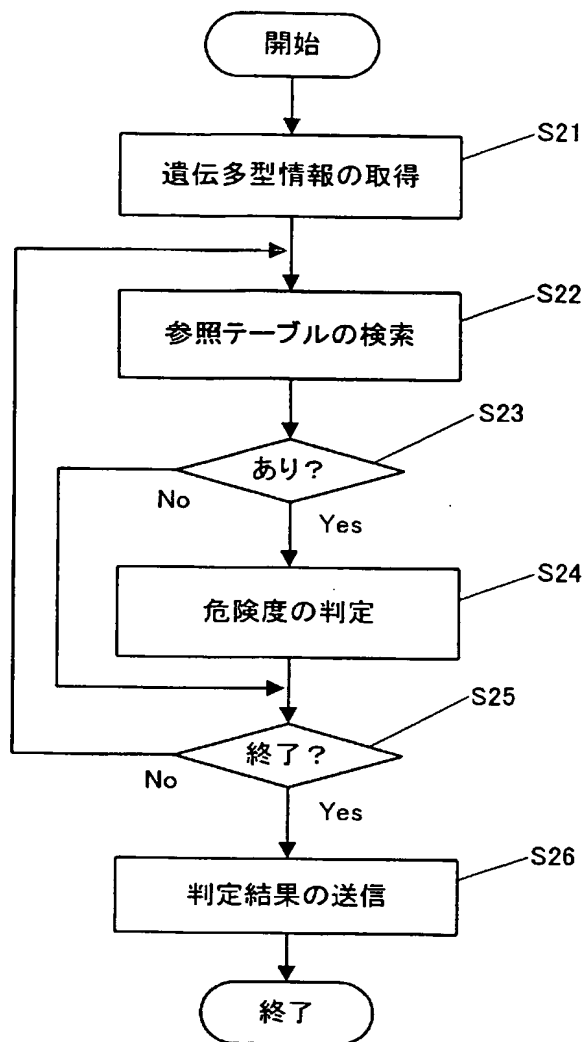 開始
S21
遺伝多型情報の取得
S22
参照テーブルの検索
S23
あり？
No
Yes
S24
危険度の判定
S25
終了？
No
Yes
S26
判定結果の送信
終了